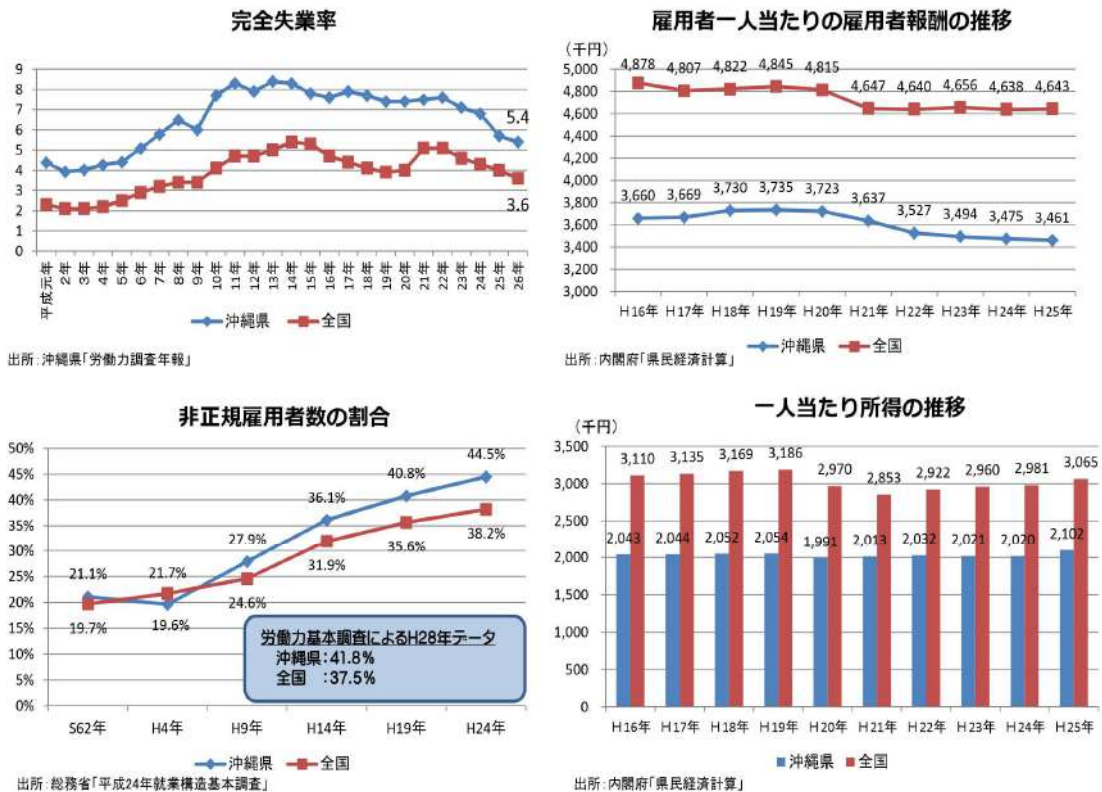 完全失業率
9
8
7
6
5
4
3
2
1
0
5.4
3.6
平成元年 2年 3年 4年 5年 6年 7年 8年 9年 10年 11年 12年 13年 14年 15年 16年 17年 18年 19年 20年 21年 22年 23年 24年 25年 26年
沖縄県 全国
出所:沖縄県「労働力調査年報」
雇用者一人当たりの雇用者報酬の推移
(千円)
5,000
4,800
4,600
4,400
4,200
4,000
3,800
3,600
3,400
3,200
3,000
4,878 4,807 4,822 4,845 4,815 4,647 4,640 4,656 4,638 4,643
3,660 3,669 3,730 3,735 3,723 3,637 3,527 3,494 3,475 3,461
H16年 H17年 H18年 H19年 H20年 H21年 H22年 H23年 H24年 H25年
沖縄県 全国
出所:内閣府「県民経済計算」
非正規雇用者数の割合
50%
45%
40%
35%
30%
25%
20%
15%
10%
5%
0%
21.1% 21.7% 27.9% 36.1% 40.8% 44.5%
19.7% 19.6% 24.6% 31.9% 35.6% 38.2%
労働力基本調査によるH28年データ
沖縄県:41.8%
全国 :37.5%
S62年 H4年 H9年 H14年 H19年 H24年
沖縄県 全国
出所:総務省「平成24年就業構造基本調査」
一人当たり所得の推移
(千円)
3,500
3,000
2,500
2,000
1,500
1,000
500
0
3,110 3,135 3,169 3,186 2,970 2,853 2,922 2,960 2,981 3,065
2,043 2,044 2,052 2,054 1,991 2,013 2,032 2,021 2,020 2,102
H16年 H17年 H18年 H19年 H20年 H21年 H22年 H23年 H24年 H25年
沖縄県 全国
出所:内閣府「県民経済計算」